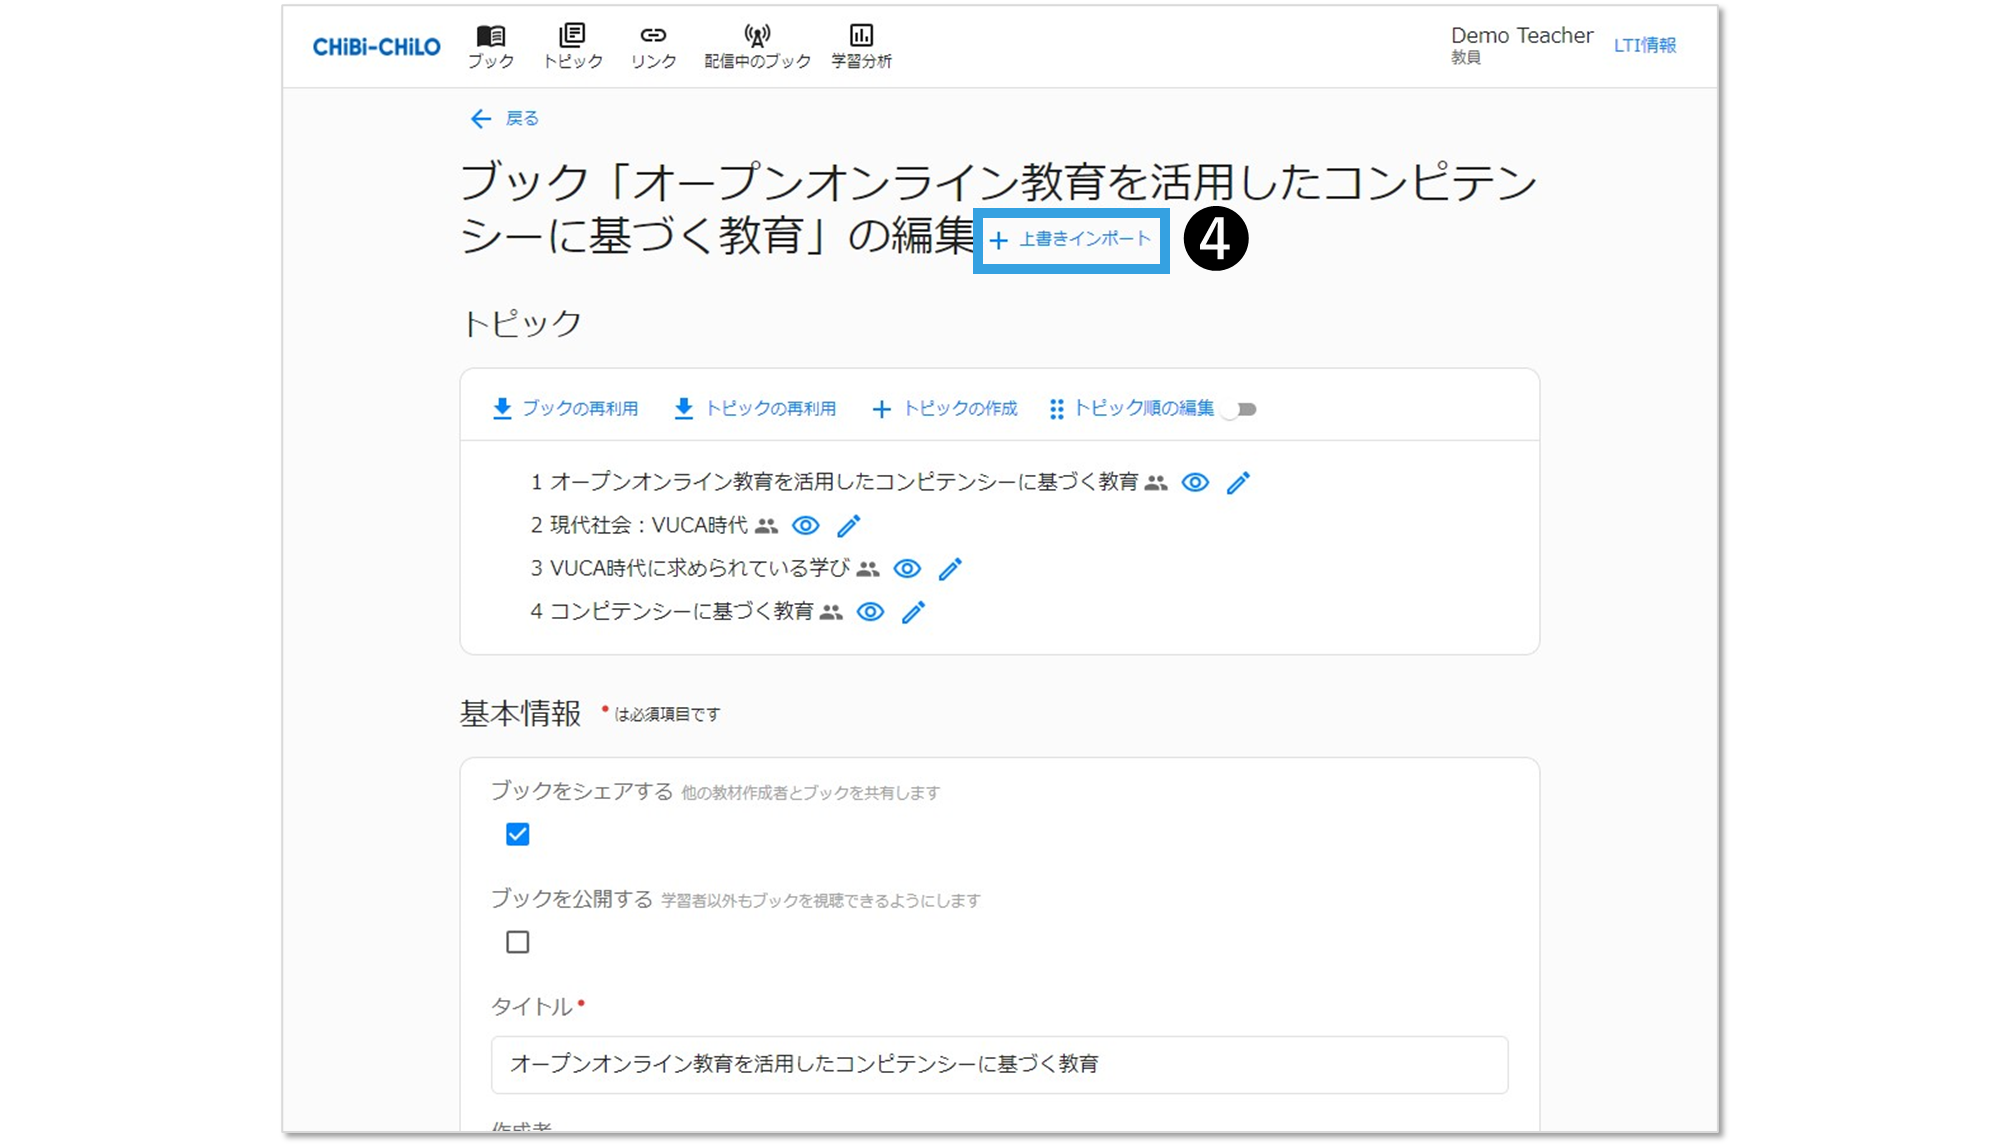 CHiBi-CHiLO
ブック
トピック
リンク
配信中のブック
学習分析
Demo Teacher
教員
LTI情報
戻る
ブック「オープンオンライン教育を活用したコンピテン
シーに基づく教育」の編集
+ 上書きインポート
4
トピック
ブックの再利用
トピックの再利用
+ トピックの作成
トピック順の編集
1 オープンオンライン教育を活用したコンピテンシーに基づく教育
2 現代社会：VUCA時代
3 VUCA時代に求められている学び
4 コンピテンシーに基づく教育
基本情報 * は必須項目です
ブックをシェアする 他の教材作成者とブックを共有します
ブックを公開する 学習者以外もブックを視聴できるようにします
タイトル*
オープンオンライン教育を活用したコンピテンシーに基づく教育
作成者